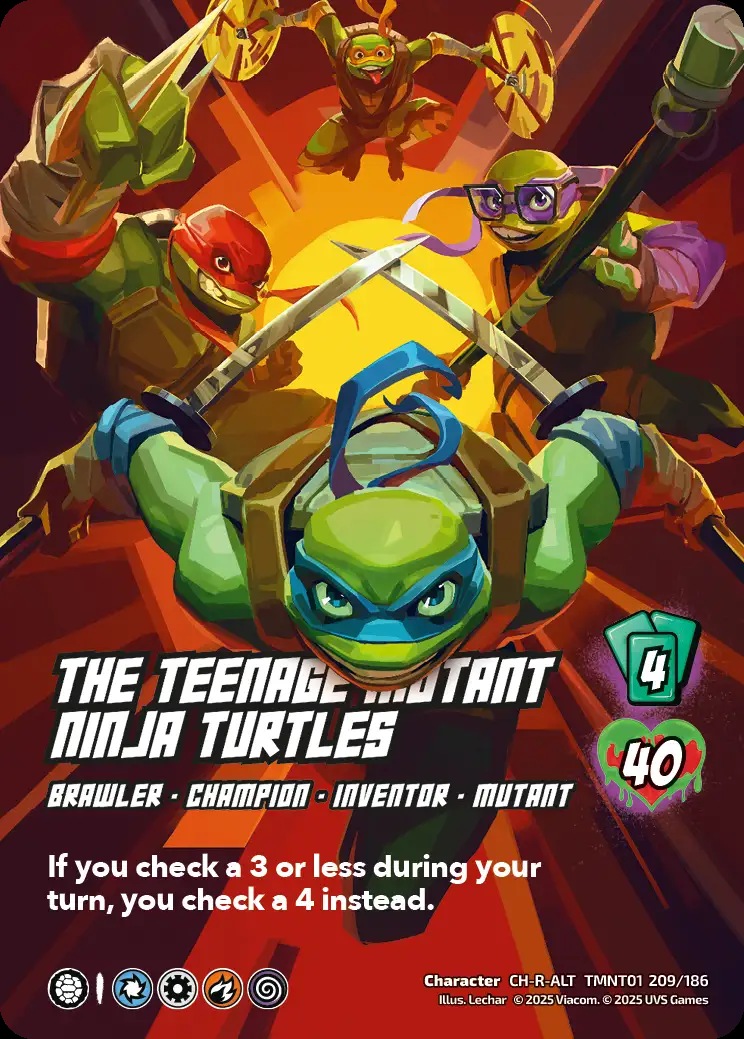 THE TEENAGE MUTANT
NINJA TURTLES
BRAWLER · CHAMPION · INVENTOR · MUTANT
4
40
If you check a 3 or less during your
turn, you check a 4 instead.
Character CH-R-ALT TMNT01 209/186
Illus. Lechar © 2025 Viacom. © 2025 UVS Games